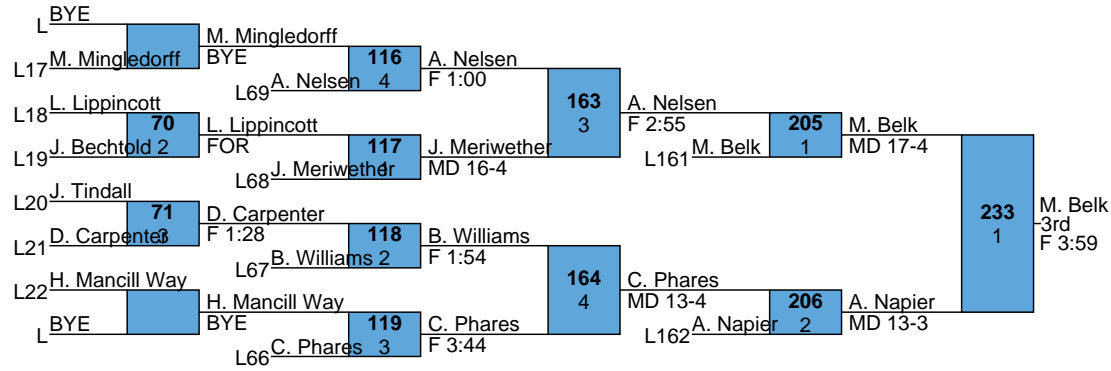 L BYE
L17 M. Mingledorff
M. Mingledorff
BYE
L69 A. Nelsen
116
4
A. Nelsen
F 1:00
L18 L. Lippincott
L19 J. Bechtold
70
2
L. Lippincott
FOR
L68 J. Meriwether
117
4
J. Meriwether
MD 16-4
163
3
A. Nelsen
F 2:55
L161 M. Belk
205
1
M. Belk
MD 17-4
L20 J. Tindall
L21 D. Carpenter
71
3
D. Carpenter
F 1:28
L67 B. Williams
118
2
B. Williams
F 1:54
L22 H. Mancill Way
L BYE
H. Mancill Way
BYE
L66 C. Phares
119
3
C. Phares
F 3:44
164
4
C. Phares
MD 13-4
L162 A. Napier
206
2
A. Napier
MD 13-3
233
1
M. Belk
3rd
F 3:59